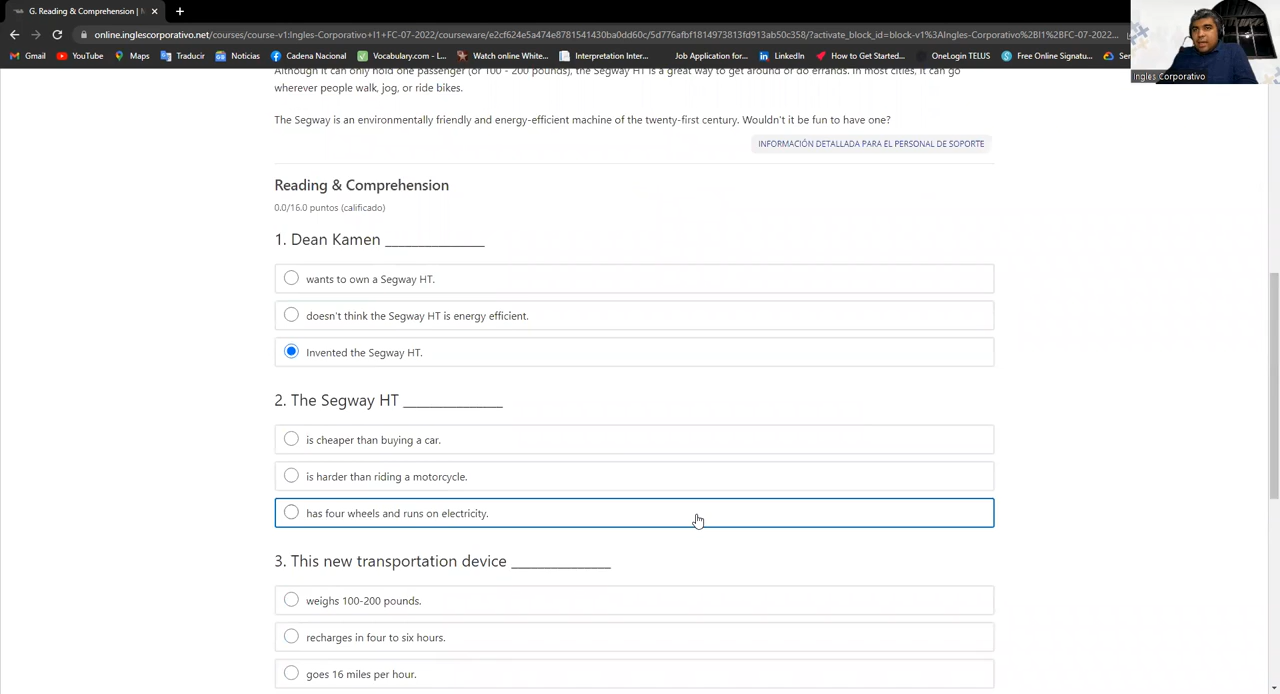 G. Reading & Comprehension |
online.inglescorporativo.net/courses/course-v1:Ingles-Corporativo+I1+FC-07-2022/courseware/e2cf624e5a474e8781541430ba0dd60c/5d776afbf1814973813fd913ab50c358/?activate_block_id=block-v1%3AIngles-Corporativo%2BI1%2BFC-07-2022...
Gmail YouTube Maps Traducir Noticias Cadena Nacional Vocabulary.com - L... Watch online White... Interpretation Inter... Job Application for... LinkedIn How to Get Started... OneLogin TELUS Free Online Signatu... Ser
Ingles Corporativo
Although it can only hold one passenger (of 100 - 200 pounds), the Segway HT is a great way to get around or do errands. In most cities, it can go
wherever people walk, jog, or ride bikes.
The Segway is an environmentally friendly and energy-efficient machine of the twenty-first century. Wouldn't it be fun to have one?
INFORMACIÓN DETALLADA PARA EL PERSONAL DE SOPORTE
Reading & Comprehension
0.0/16.0 puntos (calificado)
1. Dean Kamen _______________
wants to own a Segway HT.
doesn't think the Segway HT is energy efficient.
Invented the Segway HT.
2. The Segway HT _______________
is cheaper than buying a car.
is harder than riding a motorcycle.
has four wheels and runs on electricity.
3. This new transportation device _______________
weighs 100-200 pounds.
recharges in four to six hours.
goes 16 miles per hour.